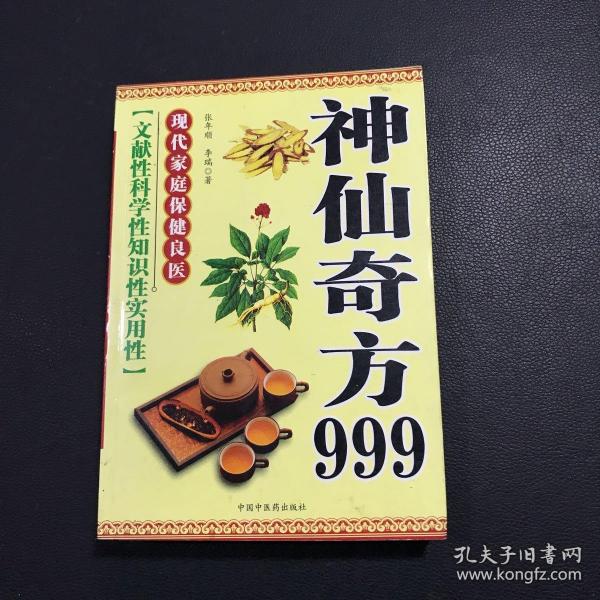 神仙奇方999
张年顺 李瑞◎著
现代家庭保健良医
【文献性科学性知识性实用性】
中国中医药出版社
孔夫子旧书网
www.kongfz.com